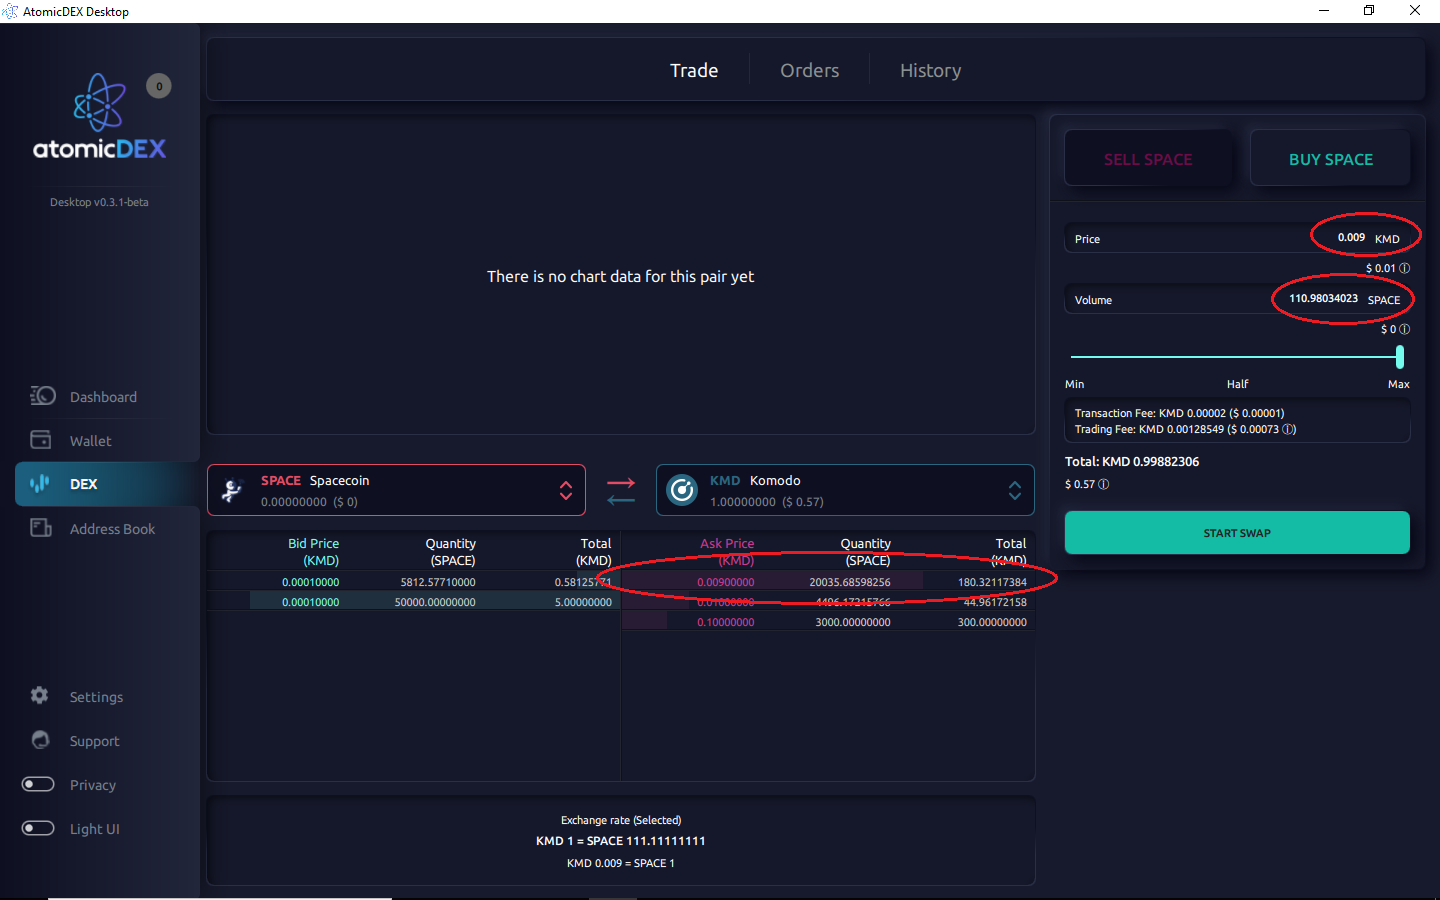 AtomicDEX Desktop
0
atomicDEX
Desktop v0.3.1-beta
Dashboard
Wallet
DEX
Address Book
Settings
Support
Privacy
Light UI
Trade
Orders
History
There is no chart data for this pair yet
SPACE Spacecoin
0.00000000 ($ 0)
KMD Komodo
1.00000000 ($ 0.57)
Bid Price (KMD) Quantity (SPACE) Total (KMD)
0.00010000 5812.57710000 0.58125771
0.00010000 50000.00000000 5.00000000
Ask Price (KMD) Quantity (SPACE) Total (KMD)
0.00900000 20035.68598256 180.32117384
0.01000000 4496.17215766 44.96172158
0.10000000 3000.00000000 300.00000000
Exchange rate (Selected)
KMD 1 = SPACE 111.11111111
KMD 0.009 = SPACE 1
SELL SPACE
BUY SPACE
Price 0.009 KMD
$ 0.01
Volume 110.98034023 SPACE
$ 0
Min Half Max
Transaction Fee: KMD 0.00002 ($ 0.00001)
Trading Fee: KMD 0.00128549 ($ 0.00073)
Total: KMD 0.99882306
$ 0.57
START SWAP